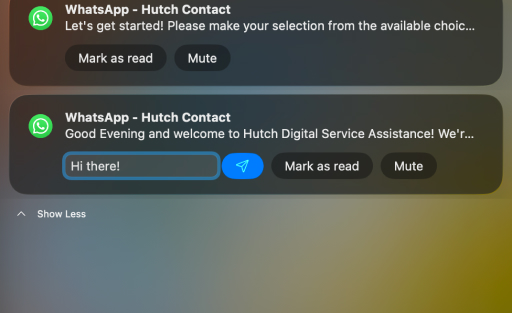 WhatsApp - Hutch Contact
Let's get started! Please make your selection from the available choic...
Mark as read Mute
WhatsApp - Hutch Contact
Good Evening and welcome to Hutch Digital Service Assistance! We'r...
Hi there! Mark as read Mute
Show Less